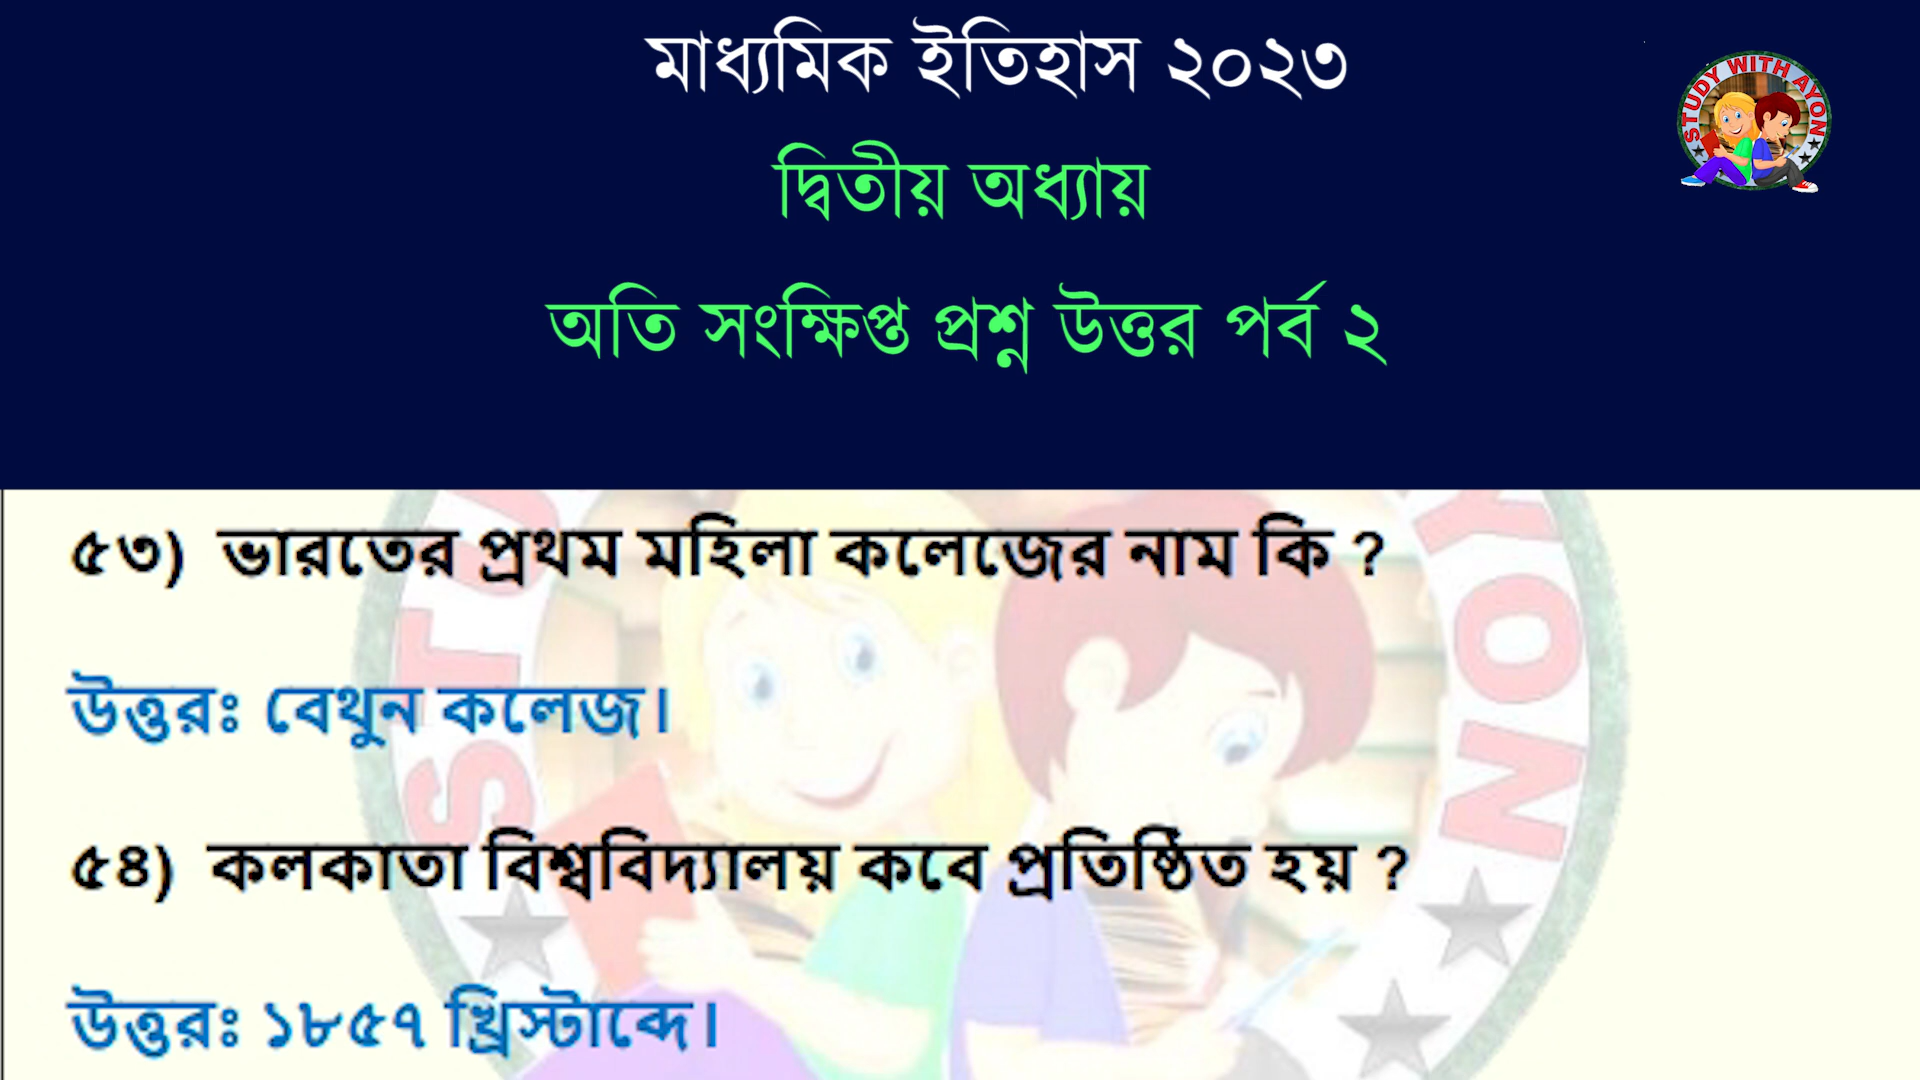 মাধ্যমিক ইতিহাস ২০২৩
STUDY WITH AYON
দ্বিতীয় অধ্যায়
অতি সংক্ষিপ্ত প্রশ্ন উত্তর পর্ব ২
৫৩) ভারতের প্রথম মহিলা কলেজের নাম কি ?
উত্তরঃ বেথুন কলেজ।
৫৪) কলকাতা বিশ্ববিদ্যালয় কবে প্রতিষ্ঠিত হয় ?
উত্তরঃ ১৮৫৭ খ্রিস্টাব্দে।